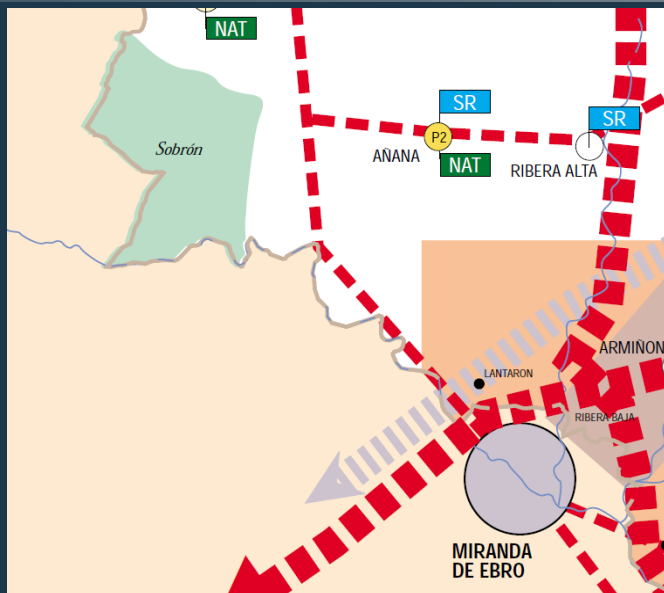 NAT
SR
SR
Sobrón
P2
AÑANA
NAT
RIBERA ALTA
ARMIÑON
LANTARON
RIBERA BAJA
MIRANDA
DE EBRO